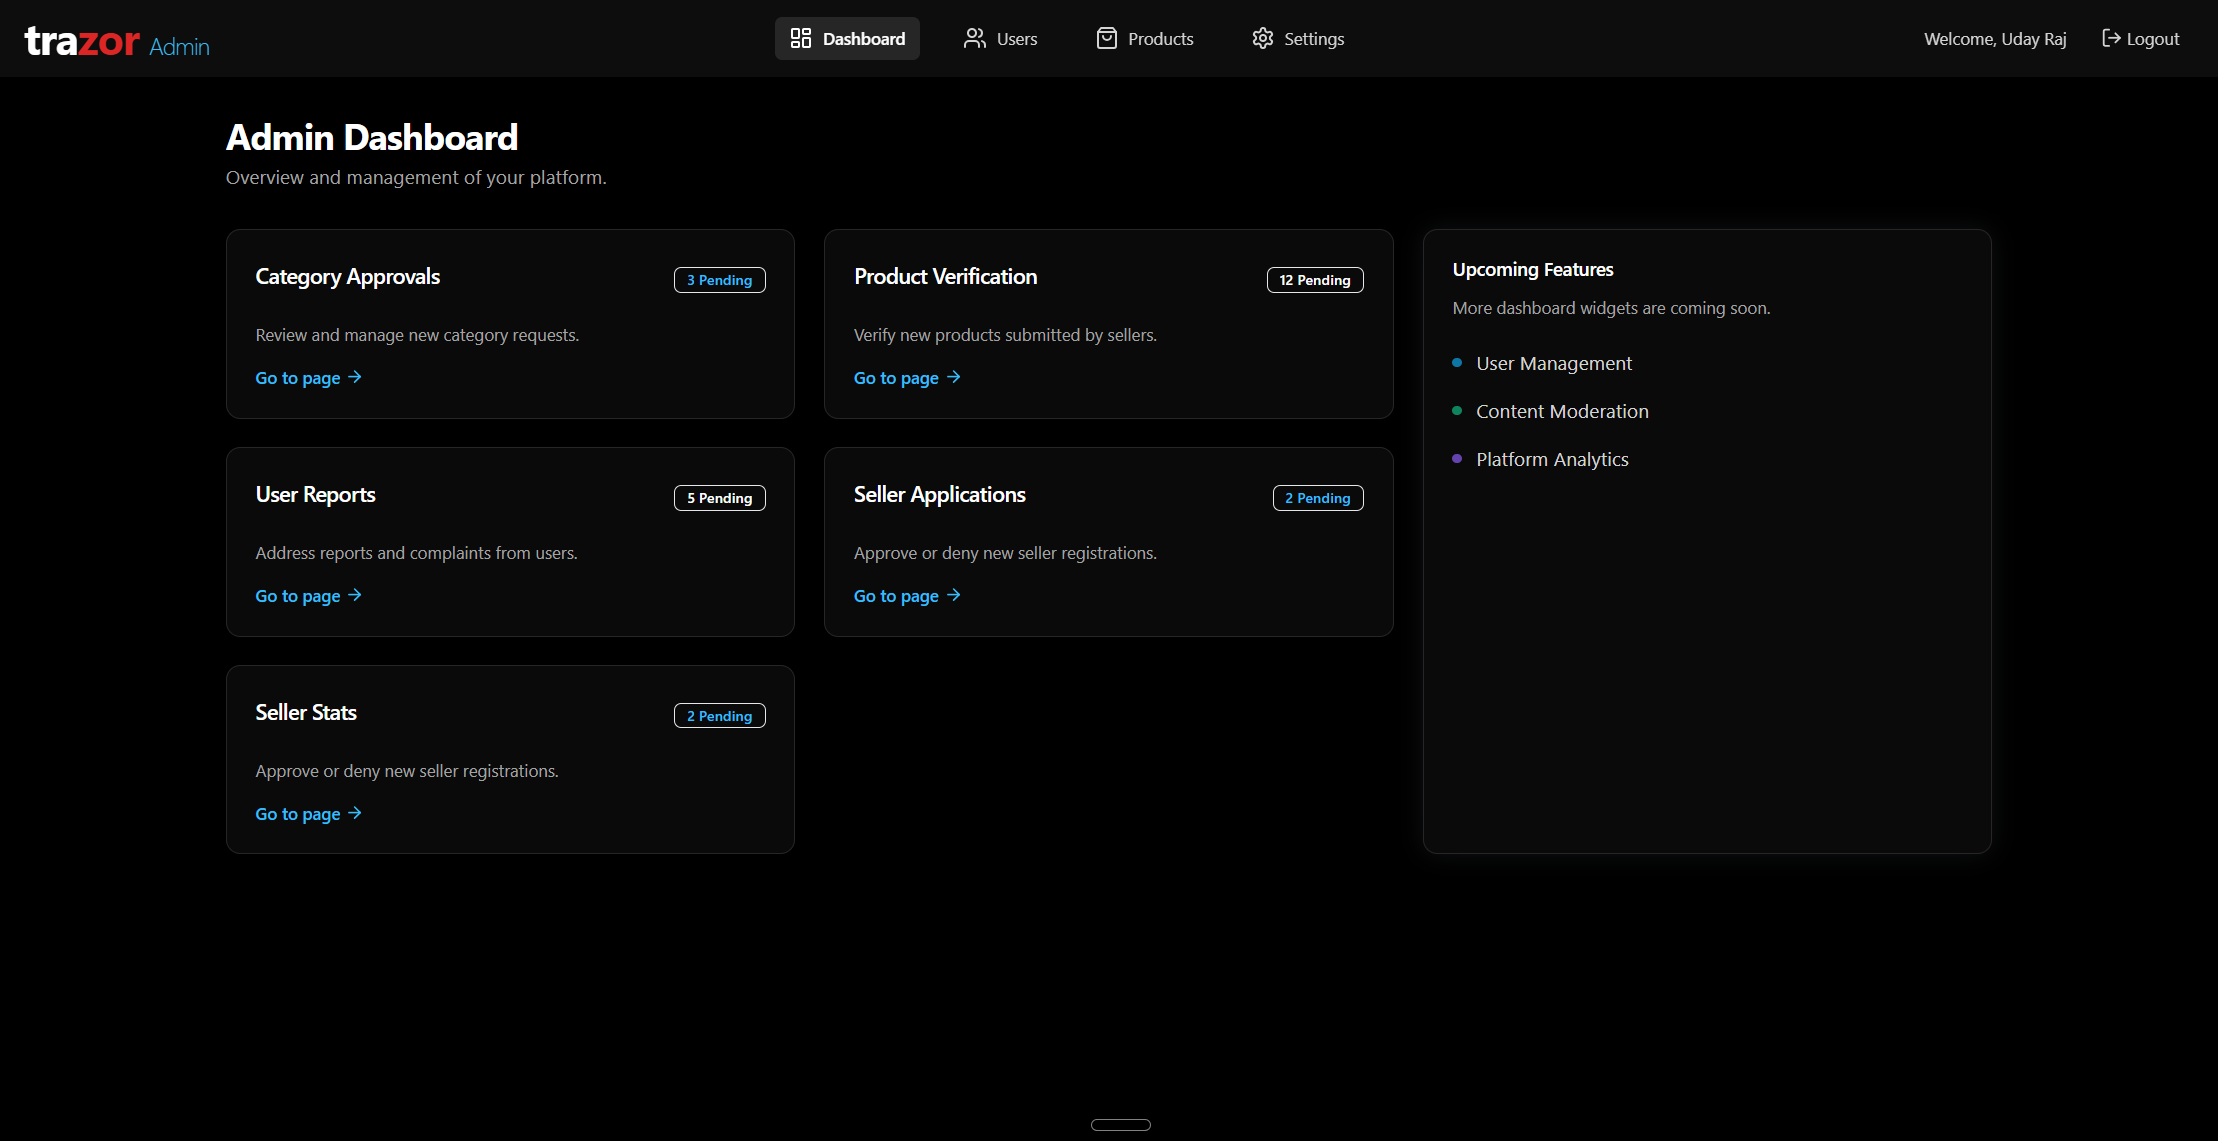 trazor Admin
Dashboard
Users
Products
Settings
Welcome, Uday Raj
Logout
Admin Dashboard
Overview and management of your platform.
Category Approvals
3 Pending
Review and manage new category requests.
Go to page
Product Verification
12 Pending
Verify new products submitted by sellers.
Go to page
User Reports
5 Pending
Address reports and complaints from users.
Go to page
Seller Applications
2 Pending
Approve or deny new seller registrations.
Go to page
Seller Stats
2 Pending
Approve or deny new seller registrations.
Go to page
Upcoming Features
More dashboard widgets are coming soon.
User Management
Content Moderation
Platform Analytics